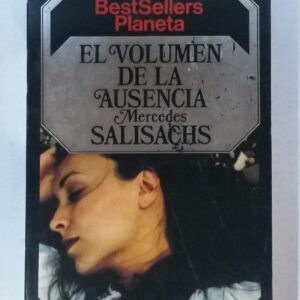 BestSellers
Planeta
EL VOLUMEN
DE LA
AUSENCIA
Mercedes
SALISACHS